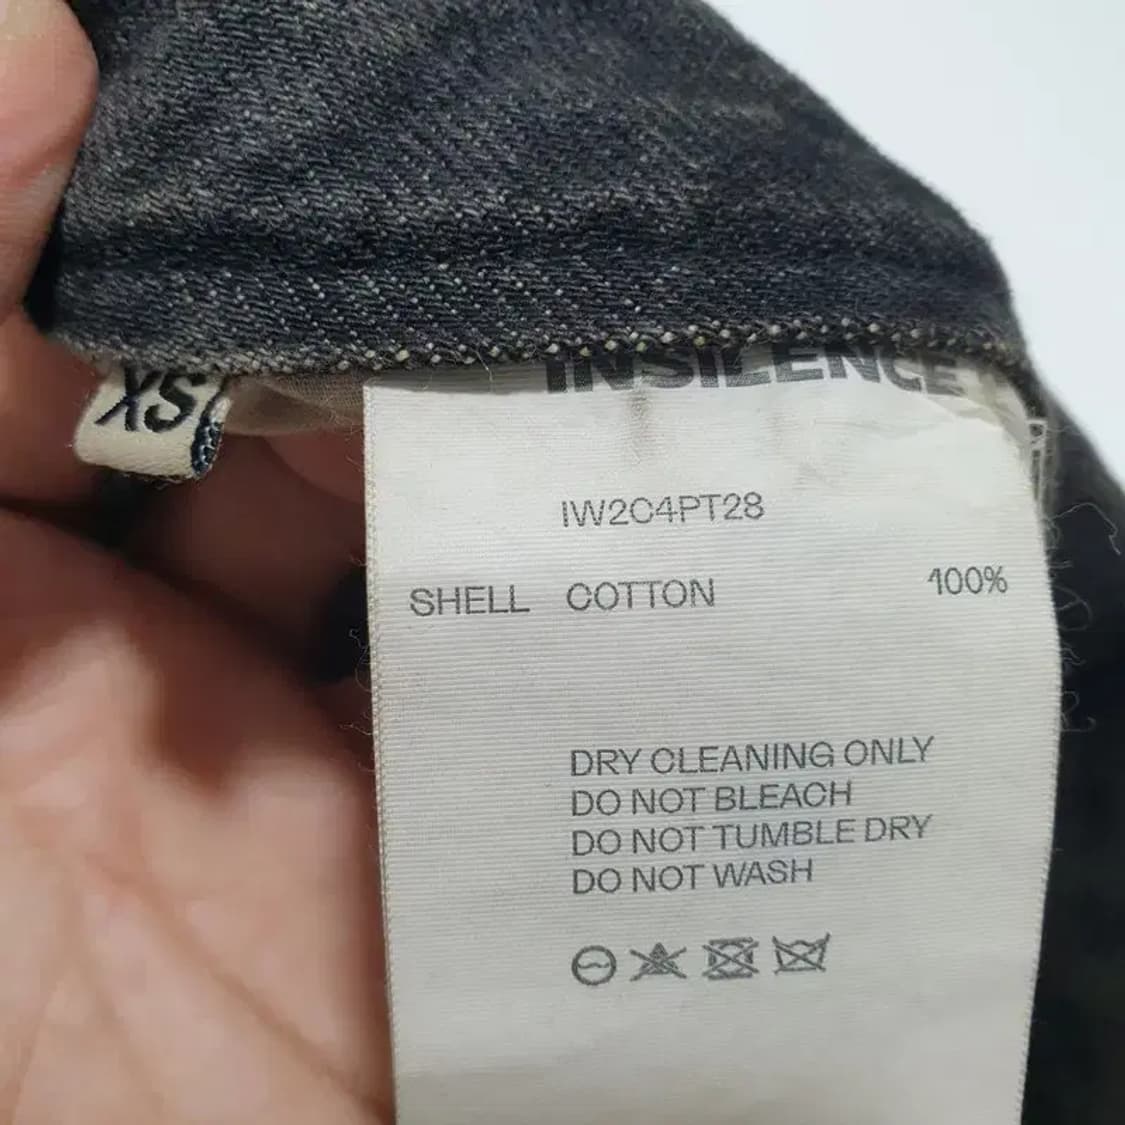 INSILENCE
XS
IW2C4PT28
SHELL COTTON 100%
DRY CLEANING ONLY
DO NOT BLEACH
DO NOT TUMBLE DRY
DO NOT WASH